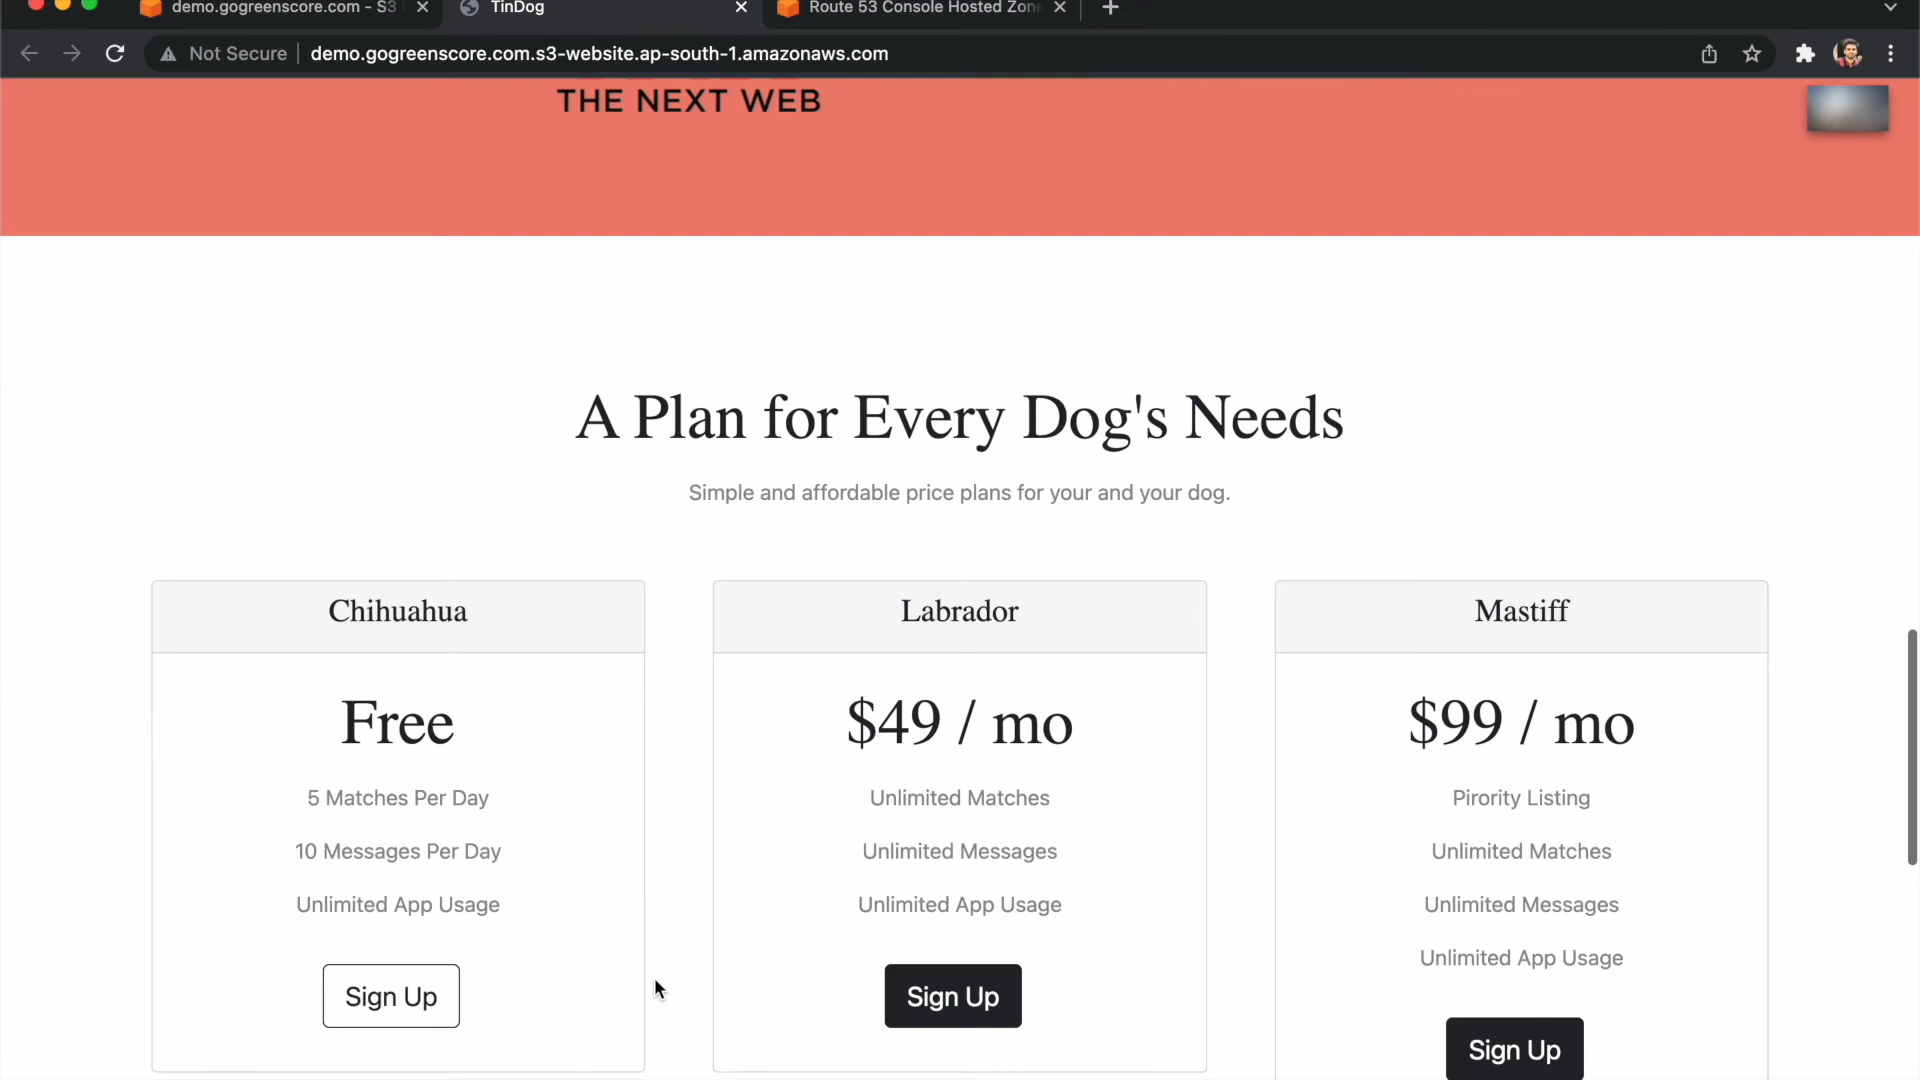 demo.gogreenscore.com - S3
TinDog
Route 53 Console Hosted Zone
Not Secure
demo.gogreenscore.com.s3-website.ap-south-1.amazonaws.com
THE NEXT WEB
A Plan for Every Dog's Needs
Simple and affordable price plans for your and your dog.
Chihuahua
Free
5 Matches Per Day
10 Messages Per Day
Unlimited App Usage
Sign Up
Labrador
$49 / mo
Unlimited Matches
Unlimited Messages
Unlimited App Usage
Sign Up
Mastiff
$99 / mo
Pirority Listing
Unlimited Matches
Unlimited Messages
Unlimited App Usage
Sign Up